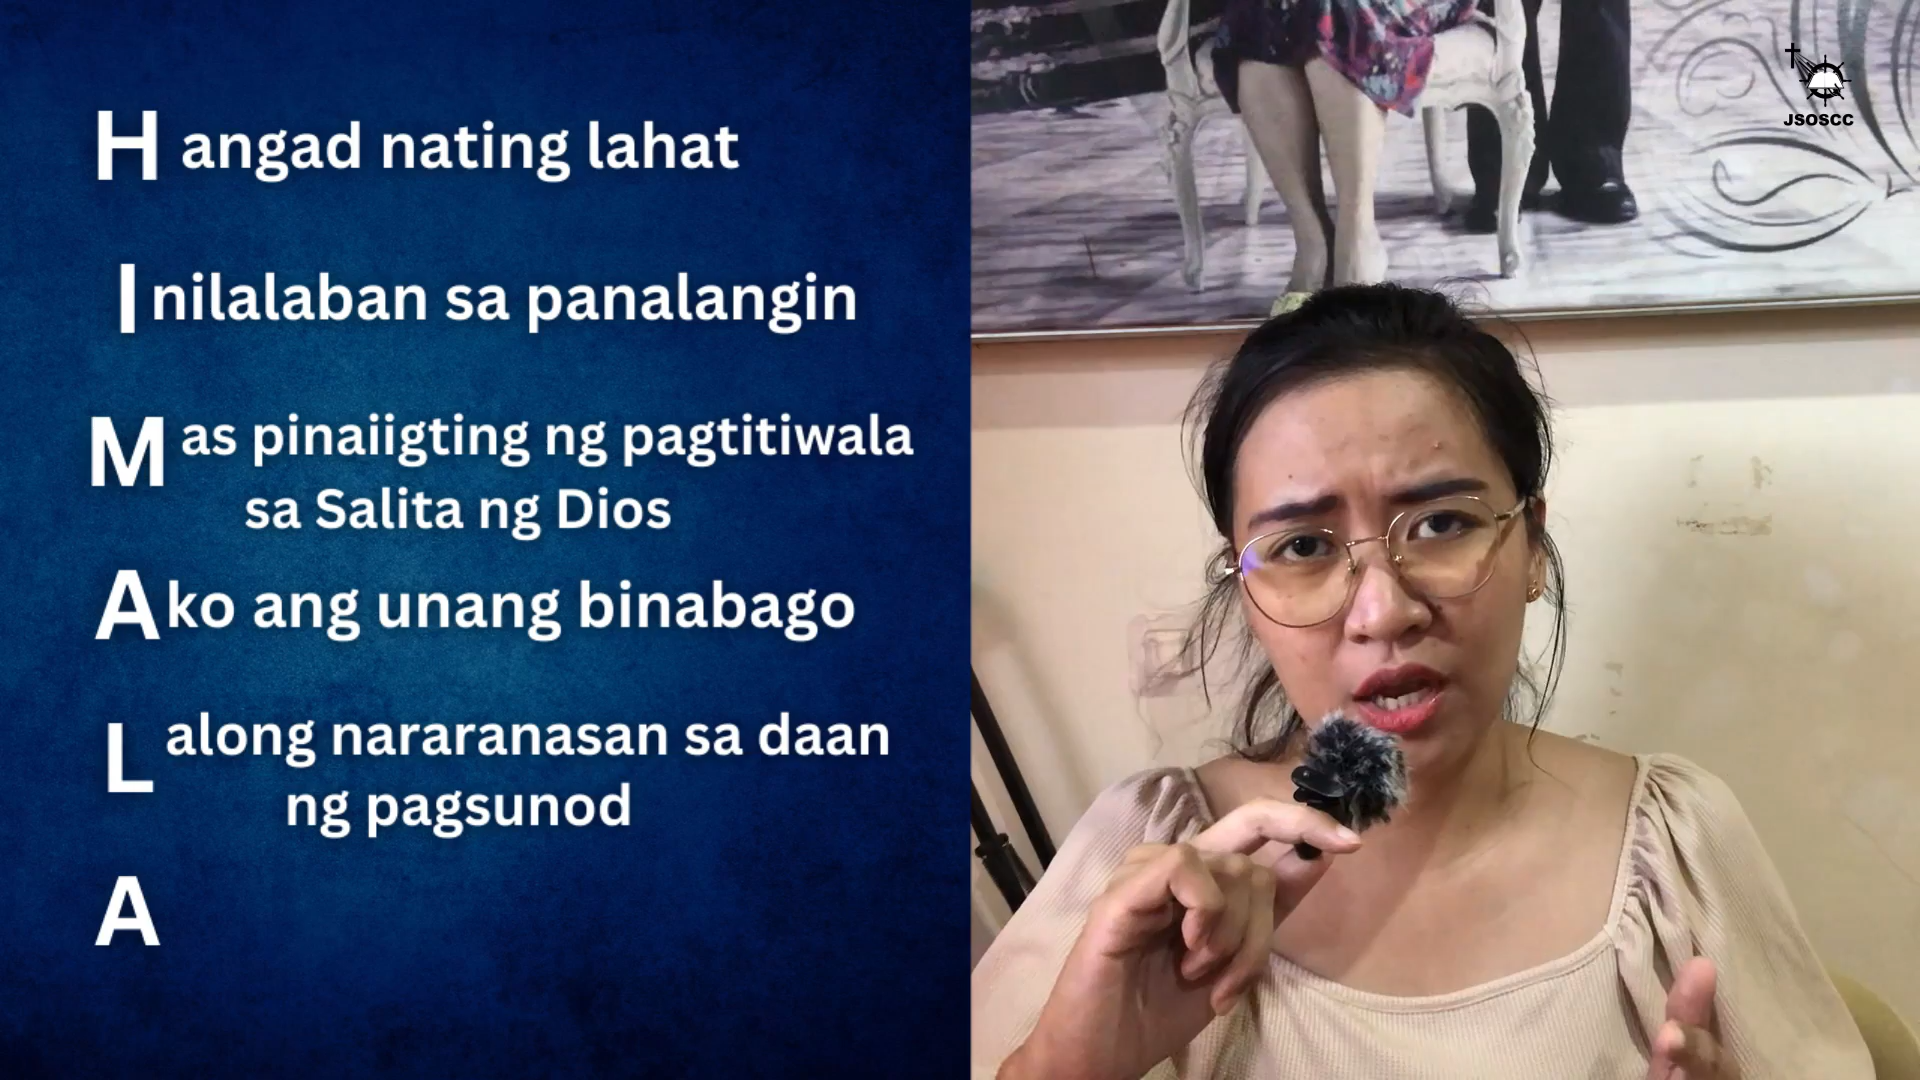 H angad nating lahat
I nilalaban sa panalangin
M as pinaiigting ng pagtitiwala
sa Salita ng Dios
A ko ang unang binabago
L along nararanasan sa daan
ng pagsunod
A
JSOSCC